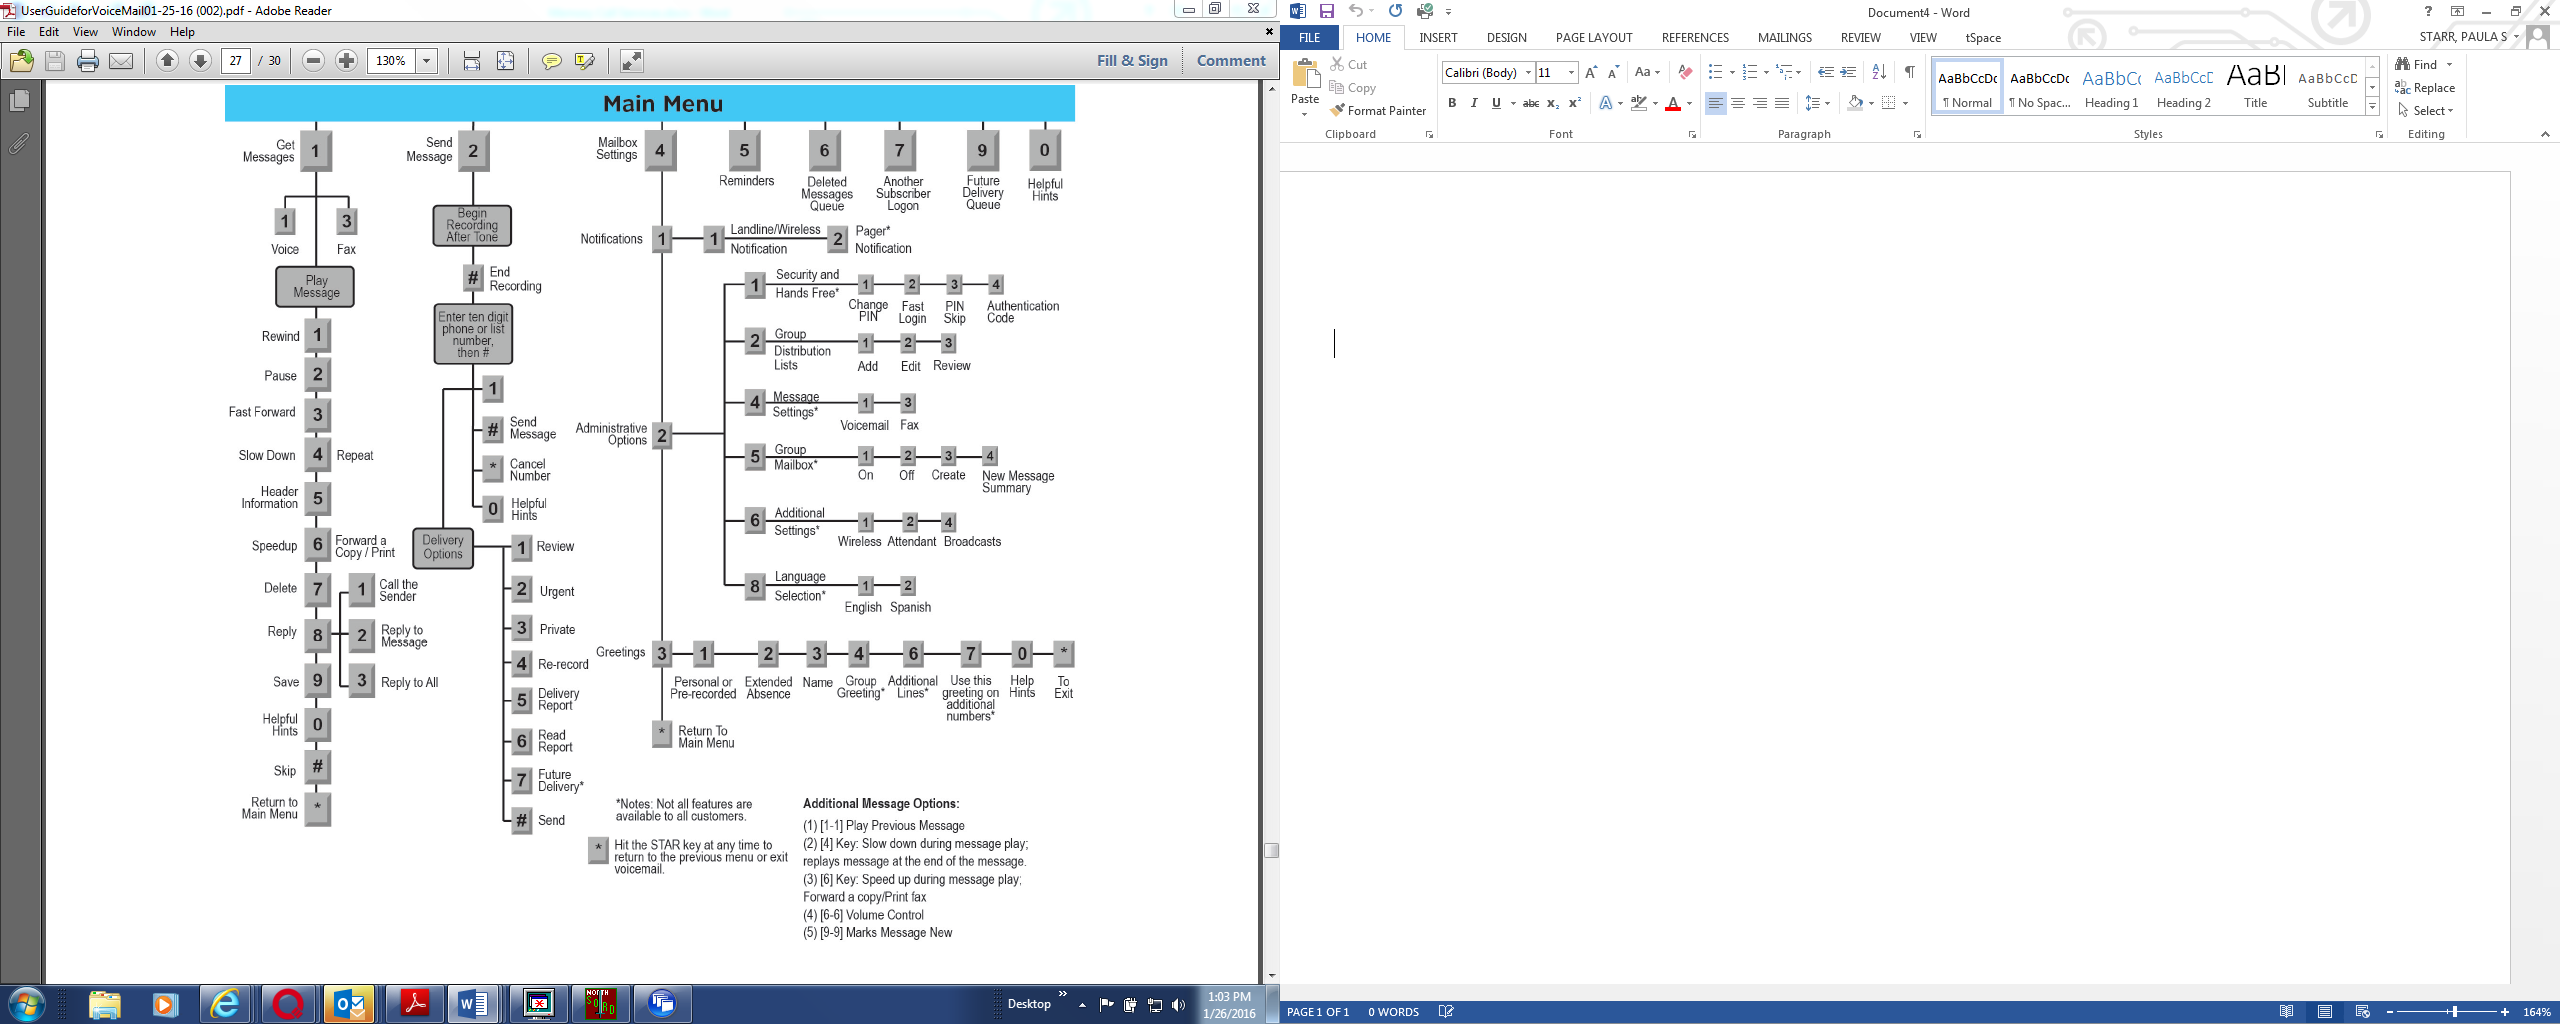 UserGuideforVoiceMail01-25-16 (002).pdf - Adobe Reader
File Edit View Window Help
27 / 30 130%
Fill & Sign Comment
Main Menu
Get
Messages
1
Send
Message
2
Mailbox
Settings
4
5
Reminders
6
Deleted
Messages
Queue
7
Another
Subscriber
Logon
9
Future
Delivery
Queue
0
Helpful
Hints
1
Voice
3
Fax
Play
Message
Rewind 1
Pause 2
Fast Forward 3
Slow Down 4 Repeat
Header
Information
5
Speedup 6 Forward a
Copy / Print
Delete 7
Reply 8
1 Call the
Sender
2 Reply to
Message
3 Reply to All
Save 9
Helpful
Hints
0
Skip #
Return to
Main Menu
*
Begin
Recording
After Tone
# End
Recording
Enter ten digit
phone or list
number,
then #
1
# Send
Message
* Cancel
Number
0 Helpful
Hints
Delivery
Options
1 Review
2 Urgent
3 Private
4 Re-record
5 Delivery
Report
6 Read
Report
7 Future
Delivery*
# Send
Notifications 1
1 Landline/Wireless
Notification
2 Pager*
Notification
Administrative
Options
2
1 Security and
Hands Free*
1 2 3 4
Change
PIN
Fast
Login
PIN
Skip
Authentication
Code
2 Group
Distribution
Lists
1 2 3
Add Edit Review
4 Message
Settings*
1 3
Voicemail Fax
5 Group
Mailbox*
1 2 3 4
On Off Create New Message
Summary
6 Additional
Settings*
1 2 4
Wireless Attendant Broadcasts
8 Language
Selection*
1 2
English Spanish
Greetings 3 1 2 3 4 6 7 0 *
Personal or
Pre-recorded
Extended
Absence
Name
Group
Greeting*
Additional
Lines*
Use this
greeting on
additional
numbers*
Help
Hints
To
Exit
* Return To
Main Menu
*Notes: Not all features are
available to all customers.
* Hit the STAR key at any time to
return to the previous menu or exit
voicemail.
Additional Message Options:
(1) [1-1] Play Previous Message
(2) [4] Key: Slow down during message play;
replays message at the end of the message.
(3) [6] Key: Speed up during message play;
Forward a copy/Print fax
(4) [6-6] Volume Control
(5) [9-9] Marks Message New
Desktop
1:03 PM
1/26/2016
Document4 - Word
FILE HOME INSERT DESIGN PAGE LAYOUT REFERENCES MAILINGS REVIEW VIEW tSpace
STARR, PAULA S
Paste
Cut
Copy
Format Painter
Clipboard
Calibri (Body) 11
Font
Paragraph
AaBbCcDc AaBbCcDc AaBbC( AaBbCcE AaB| AaBbCcD
¶ Normal ¶ No Spac... Heading 1 Heading 2 Title Subtitle
Styles
Find
Replace
Select
Editing
PAGE 1 OF 1 0 WORDS
164%